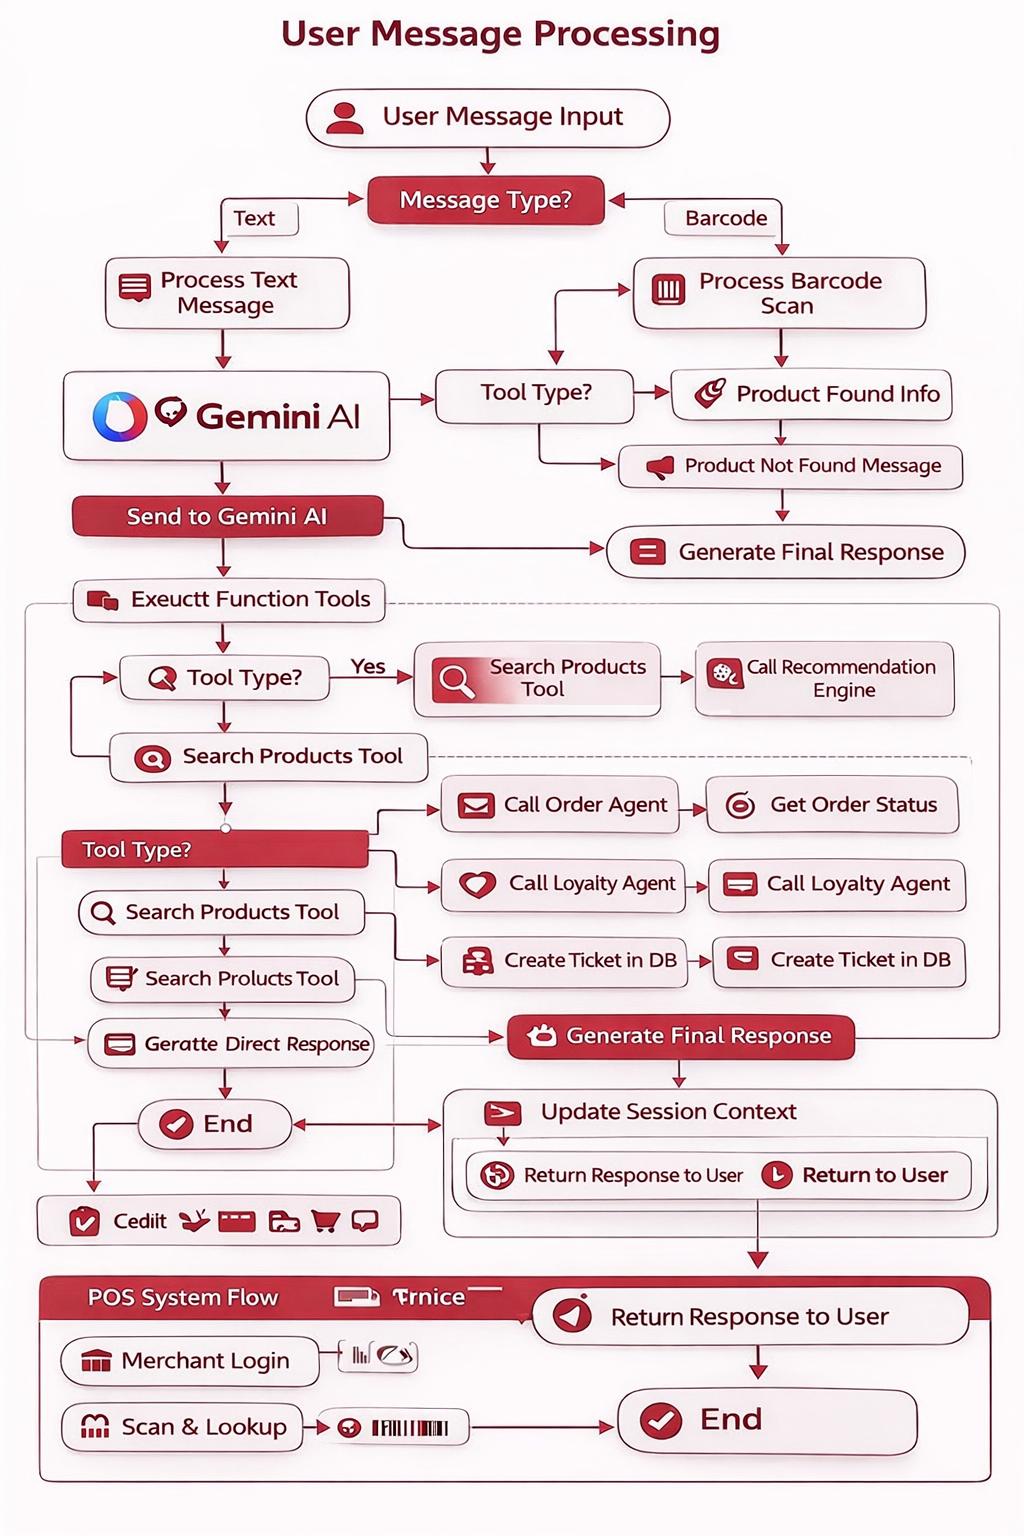 User Message Processing
User Message Input
Message Type?
Text
Barcode
Process Text
Message
Process Barcode
Scan
Gemini AI
Tool Type?
Product Found Info
Product Not Found Message
Send to Gemini AI
Generate Final Response
Exeuctt Function Tools
Tool Type?
Yes
Search Products
Tool
Call Recommendation
Engine
Search Products Tool
Call Order Agent
Get Order Status
Tool Type?
Call Loyaity Agent
Call Loyalty Agent
Search Products Tool
Create Ticket in DB
Create Ticket in DB
Search Prolucts Tool
Generate Final Response
Geratte Direct Response
Update Session Context
End
Return Response to User
Return to User
Cediit
POS System Flow
Trnice
Return Response to User
Merchant Login
Scan & Lookup
End